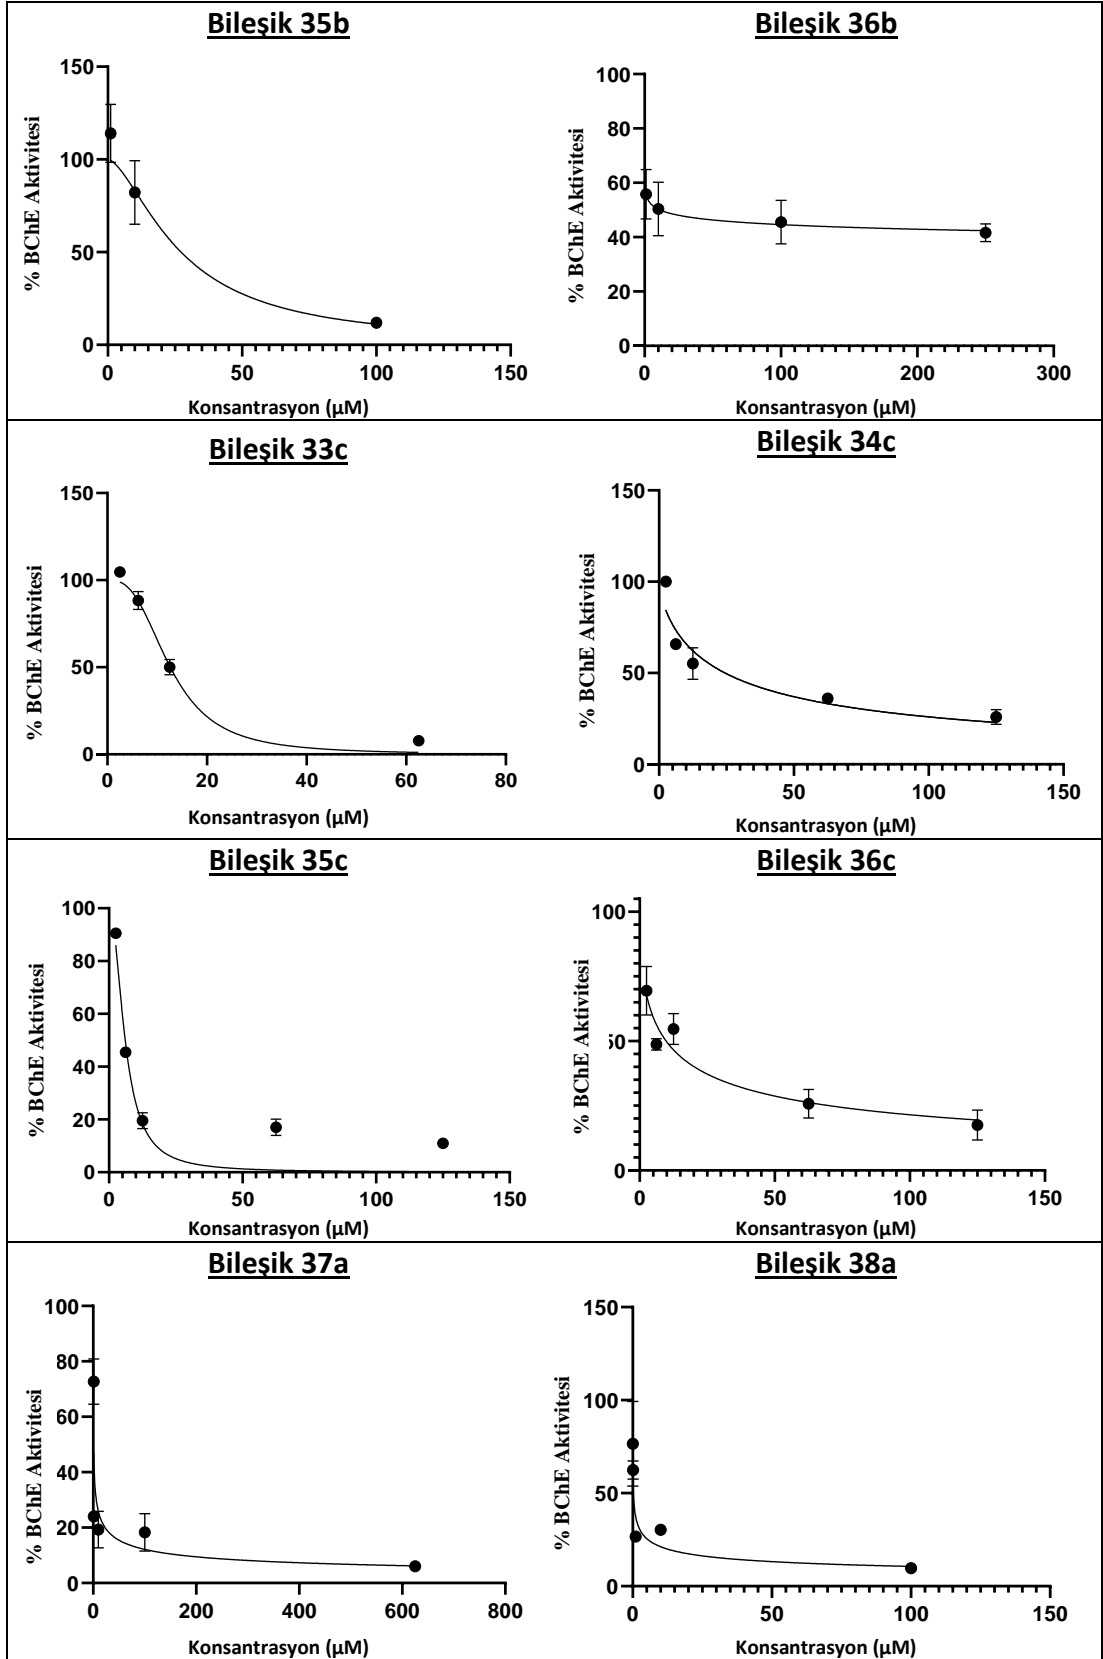 Bileşik 35b
150
100
50
0
0 50 100 150
% BChE Aktivitesi
Konsantrasyon (µM)
Bileşik 36b
100
80
60
40
20
0
0 100 200 300
% BChE Aktivitesi
Konsantrasyon (µM)
Bileşik 33c
150
100
50
0
0 20 40 60 80
% BChE Aktivitesi
Konsantrasyon (µM)
Bileşik 34c
150
100
50
0
0 50 100 150
% BChE Aktivitesi
Konsantrasyon (µM)
Bileşik 35c
100
80
60
40
20
0
0 50 100 150
% BChE Aktivitesi
Konsantrasyon (µM)
Bileşik 36c
100
50
0
0 50 100 150
% BChE Aktivitesi
Konsantrasyon (µM)
Bileşik 37a
100
80
60
40
20
0
0 200 400 600 800
% BChE Aktivitesi
Konsantrasyon (µM)
Bileşik 38a
150
100
50
0
0 50 100 150
% BChE Aktivitesi
Konsantrasyon (µM)